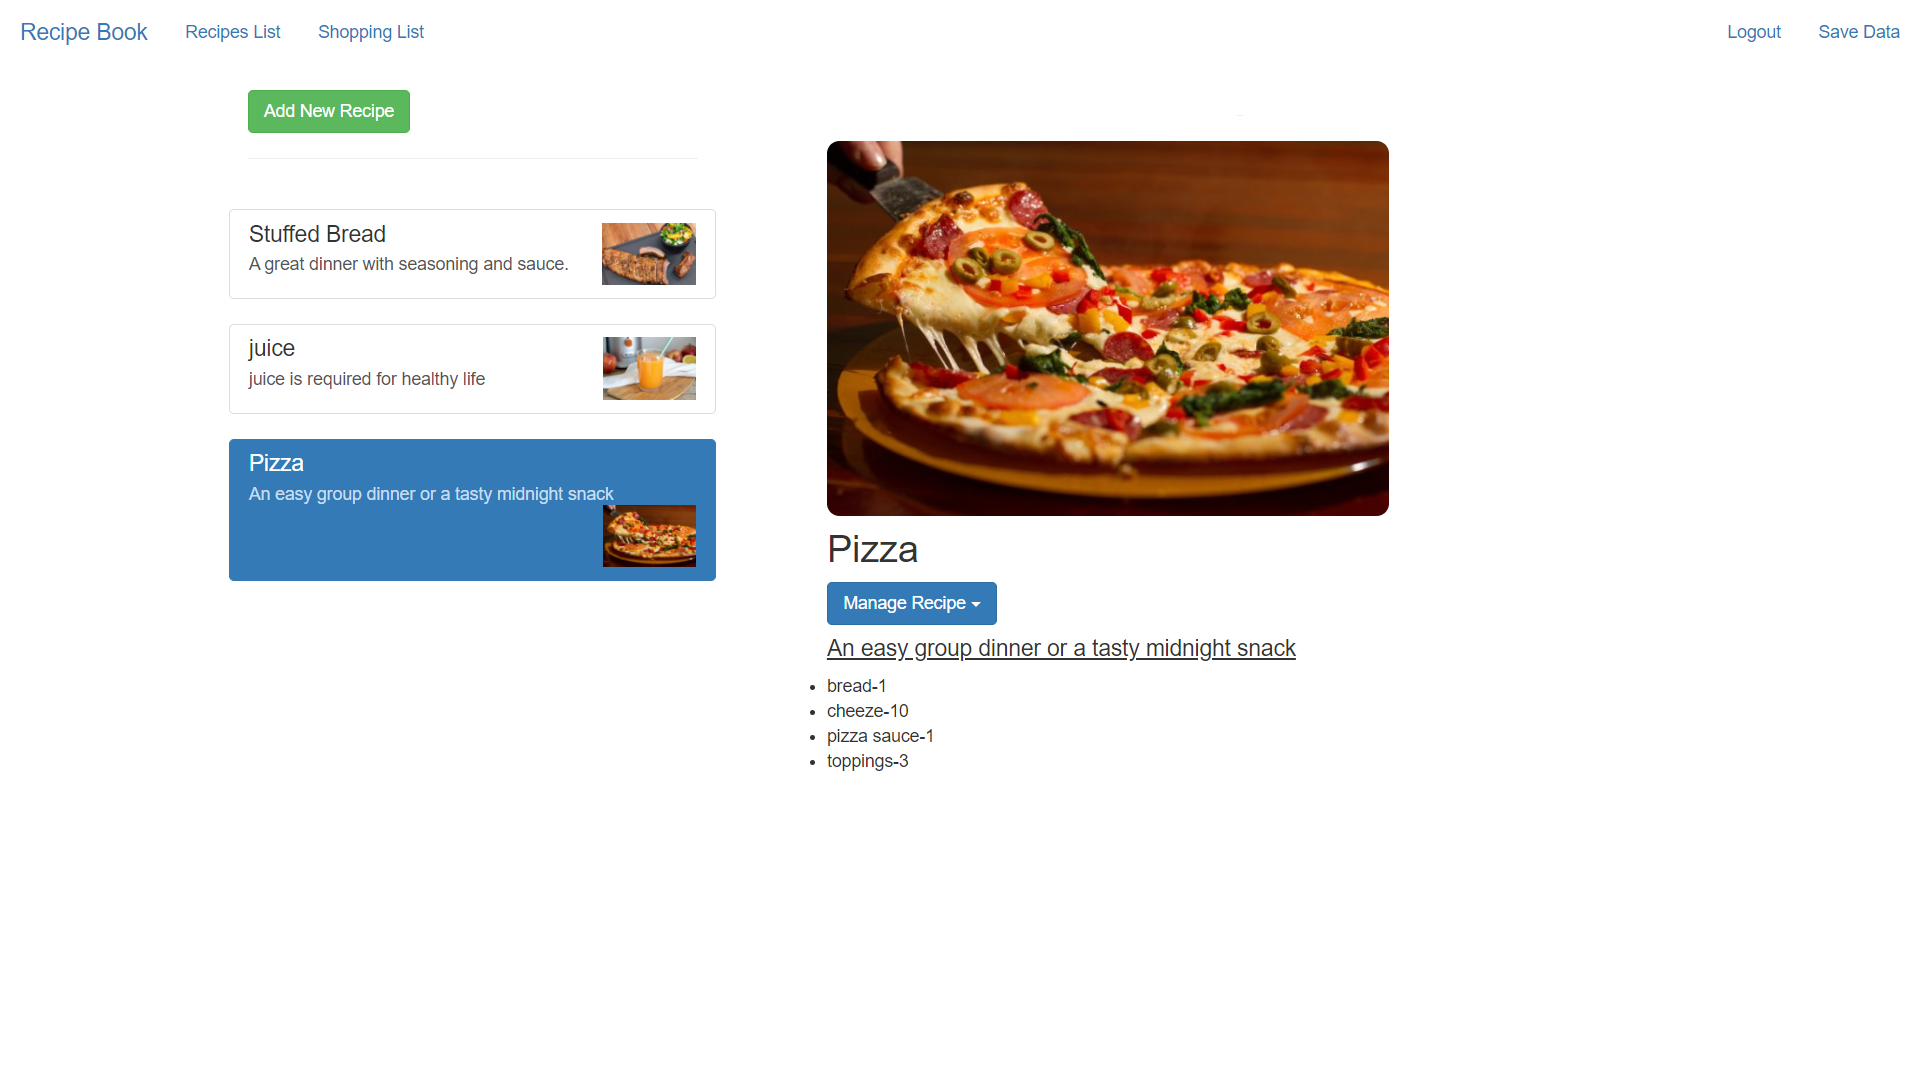 Recipe Book Recipes List Shopping List Logout Save Data
Add New Recipe
Stuffed Bread
A great dinner with seasoning and sauce.
juice
juice is required for healthy life
Pizza
An easy group dinner or a tasty midnight snack
Pizza
Manage Recipe
An easy group dinner or a tasty midnight snack
bread-1
cheeze-10
pizza sauce-1
toppings-3